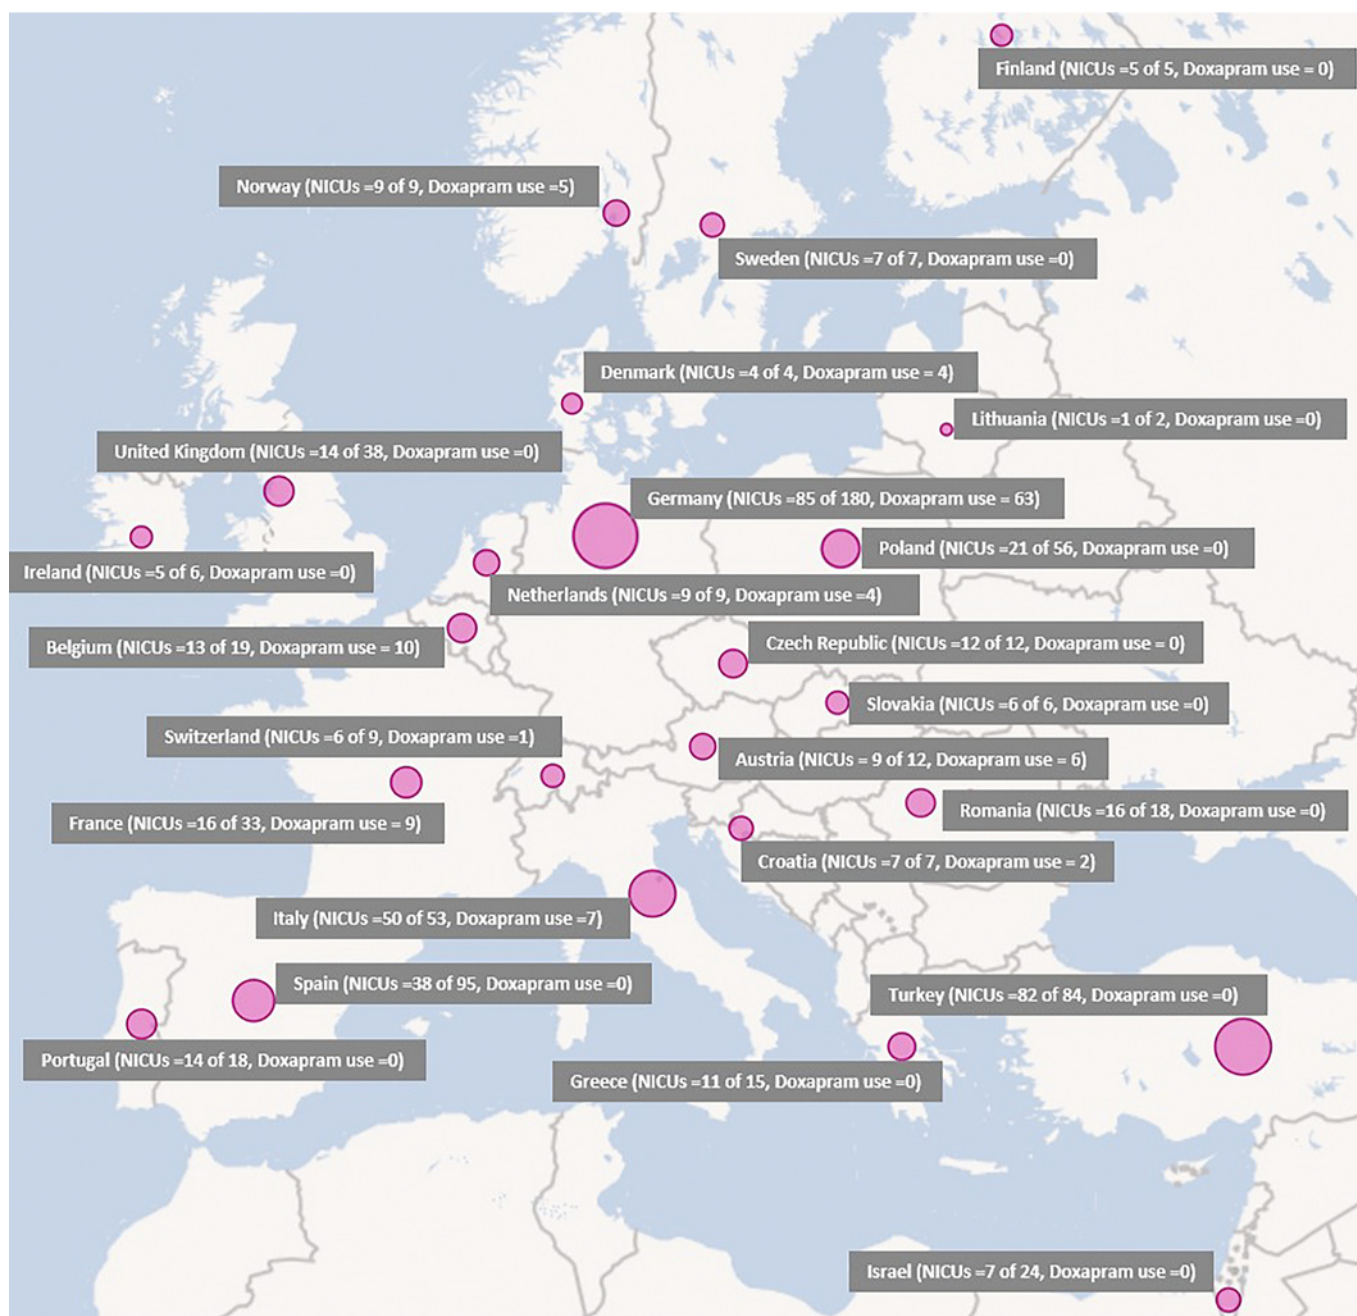 Finland (NICUs =5 of 5, Doxapram use = 0)
Norway (NICUs =9 of 9, Doxapram use =5)
Sweden (NICUs =7 of 7, Doxapram use =0)
Denmark (NICUs =4 of 4, Doxapram use = 4)
Lithuania (NICUs =1 of 2, Doxapram use =0)
United Kingdom (NICUs =14 of 38, Doxapram use =0)
Germany (NICUs =85 of 180, Doxapram use = 63)
Poland (NICUs =21 of 56, Doxapram use =0)
Ireland (NICUs =5 of 6, Doxapram use =0)
Netherlands (NICUs =9 of 9, Doxapram use =4)
Belgium (NICUs =13 of 19, Doxapram use = 10)
Czech Republic (NICUs =12 of 12, Doxapram use = 0)
Slovakia (NICUs =6 of 6, Doxapram use =0)
Switzerland (NICUs =6 of 9, Doxapram use =1)
Austria (NICUs = 9 of 12, Doxapram use = 6)
France (NICUs =16 of 33, Doxapram use = 9)
Romania (NICUs =16 of 18, Doxapram use =0)
Croatia (NICUs =7 of 7, Doxapram use = 2)
Italy (NICUs =50 of 53, Doxapram use =7)
Spain (NICUs =38 of 95, Doxapram use =0)
Turkey (NICUs =82 of 84, Doxapram use =0)
Portugal (NICUs =14 of 18, Doxapram use =0)
Greece (NICUs =11 of 15, Doxapram use =0)
Israel (NICUs =7 of 24, Doxapram use =0)